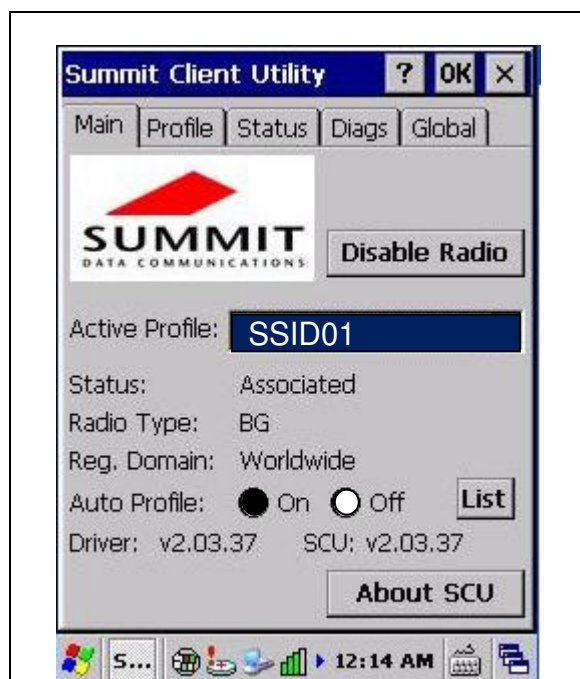 Summit Client Utility ? OK ×
Main Profile Status Diags Global
SUMMIT
DATA COMMUNICATIONS
Disable Radio
Active Profile: SSID01
Status: Associated
Radio Type: BG
Reg. Domain: Worldwide
Auto Profile: On Off List
Driver: v2.03.37 SCU: v2.03.37
About SCU
S... 12:14 AM